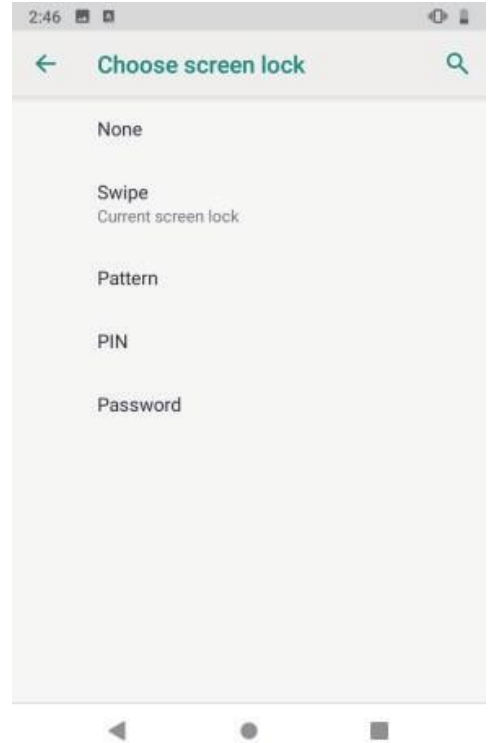 2:46
Choose screen lock
None
Swipe
Current screen lock
Pattern
PIN
Password